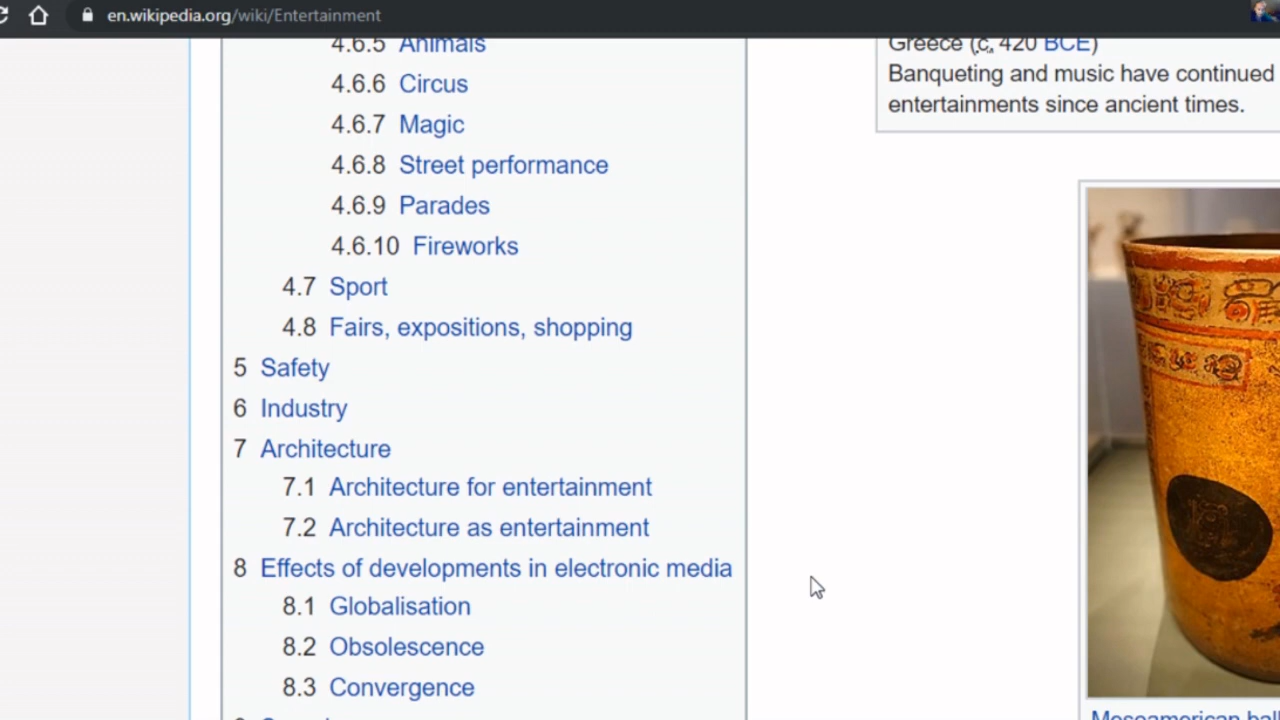 en.wikipedia.org/wiki/Entertainment
4.6.5 Animals
4.6.6 Circus
4.6.7 Magic
4.6.8 Street performance
4.6.9 Parades
4.6.10 Fireworks
4.7 Sport
4.8 Fairs, expositions, shopping
5 Safety
6 Industry
7 Architecture
7.1 Architecture for entertainment
7.2 Architecture as entertainment
8 Effects of developments in electronic media
8.1 Globalisation
8.2 Obsolescence
8.3 Convergence
Greece (c. 420 BCE)
Banqueting and music have continued
entertainments since ancient times.
Mesoamerican